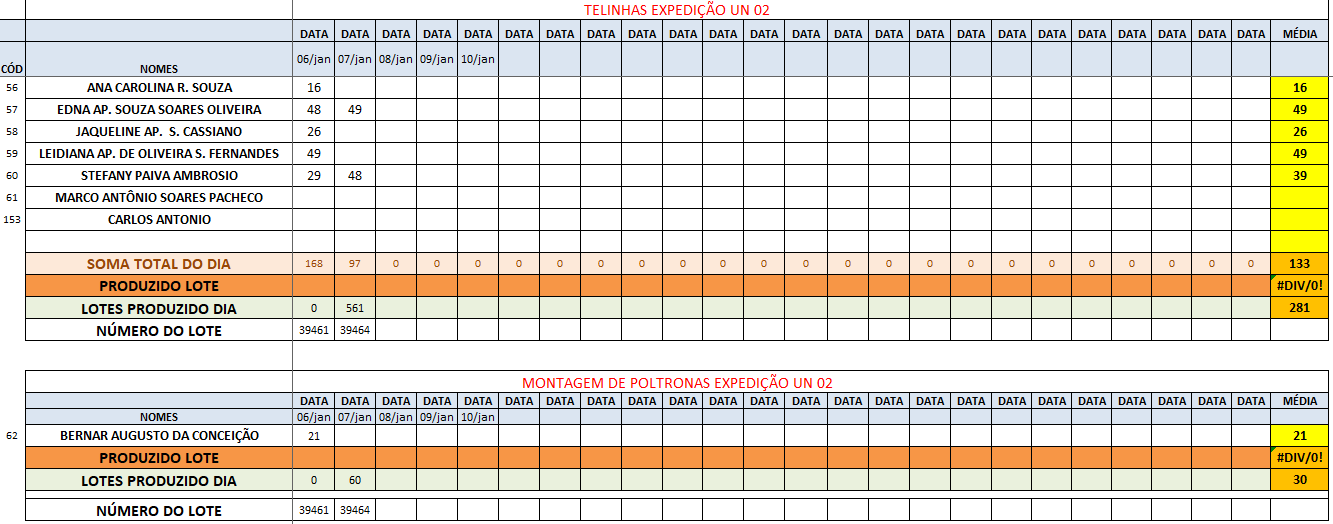 TELINHAS EXPEDIÇÃO UN 02
DATA DATA DATA DATA DATA DATA DATA DATA DATA DATA DATA DATA DATA DATA DATA DATA DATA DATA DATA DATA DATA DATA DATA DATA MÉDIA
CÓD NOMES 06/jan 07/jan 08/jan 09/jan 10/jan
56 ANA CAROLINA R. SOUZA 16 16
57 EDNA AP. SOUZA SOARES OLIVEIRA 48 49 49
58 JAQUELINE AP. S. CASSIANO 26 26
59 LEIDIANA AP. DE OLIVEIRA S. FERNANDES 49 49
60 STEFANY PAIVA AMBROSIO 29 48 39
61 MARCO ANTÔNIO SOARES PACHECO
153 CARLOS ANTONIO
SOMA TOTAL DO DIA 168 97 0 0 0 0 0 0 0 0 0 0 0 0 0 0 0 0 0 0 0 0 0 0 133
PRODUZIDO LOTE #DIV/0!
LOTES PRODUZIDO DIA 0 561 281
NÚMERO DO LOTE 39461 39464
MONTAGEM DE POLTRONAS EXPEDIÇÃO UN 02
DATA DATA DATA DATA DATA DATA DATA DATA DATA DATA DATA DATA DATA DATA DATA DATA DATA DATA DATA DATA DATA DATA DATA DATA MÉDIA
NOMES 06/jan 07/jan 08/jan 09/jan 10/jan
62 BERNAR AUGUSTO DA CONCEIÇÃO 21 21
PRODUZIDO LOTE #DIV/0!
LOTES PRODUZIDO DIA 0 60 30
NÚMERO DO LOTE 39461 39464